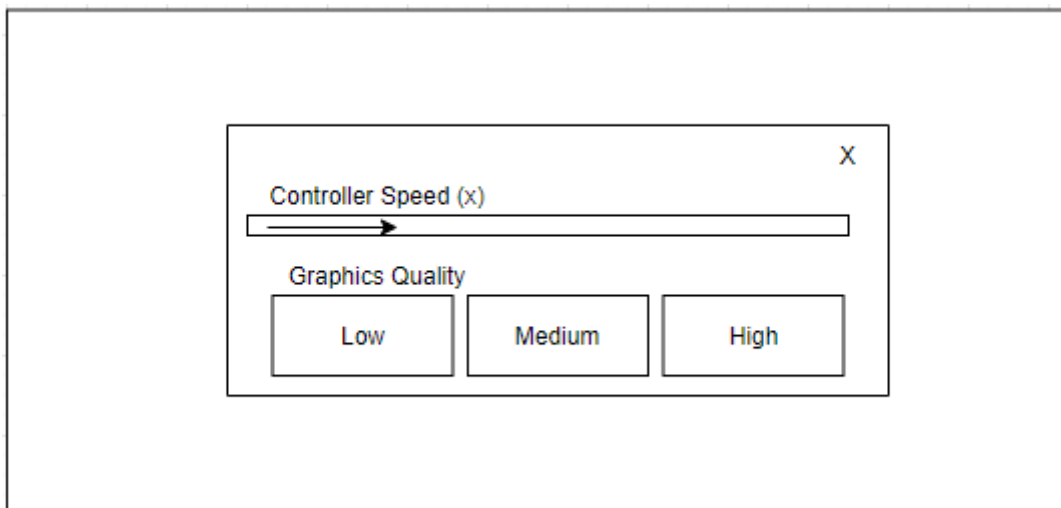 X
Controller Speed (x)
Graphics Quality
Low
Medium
High